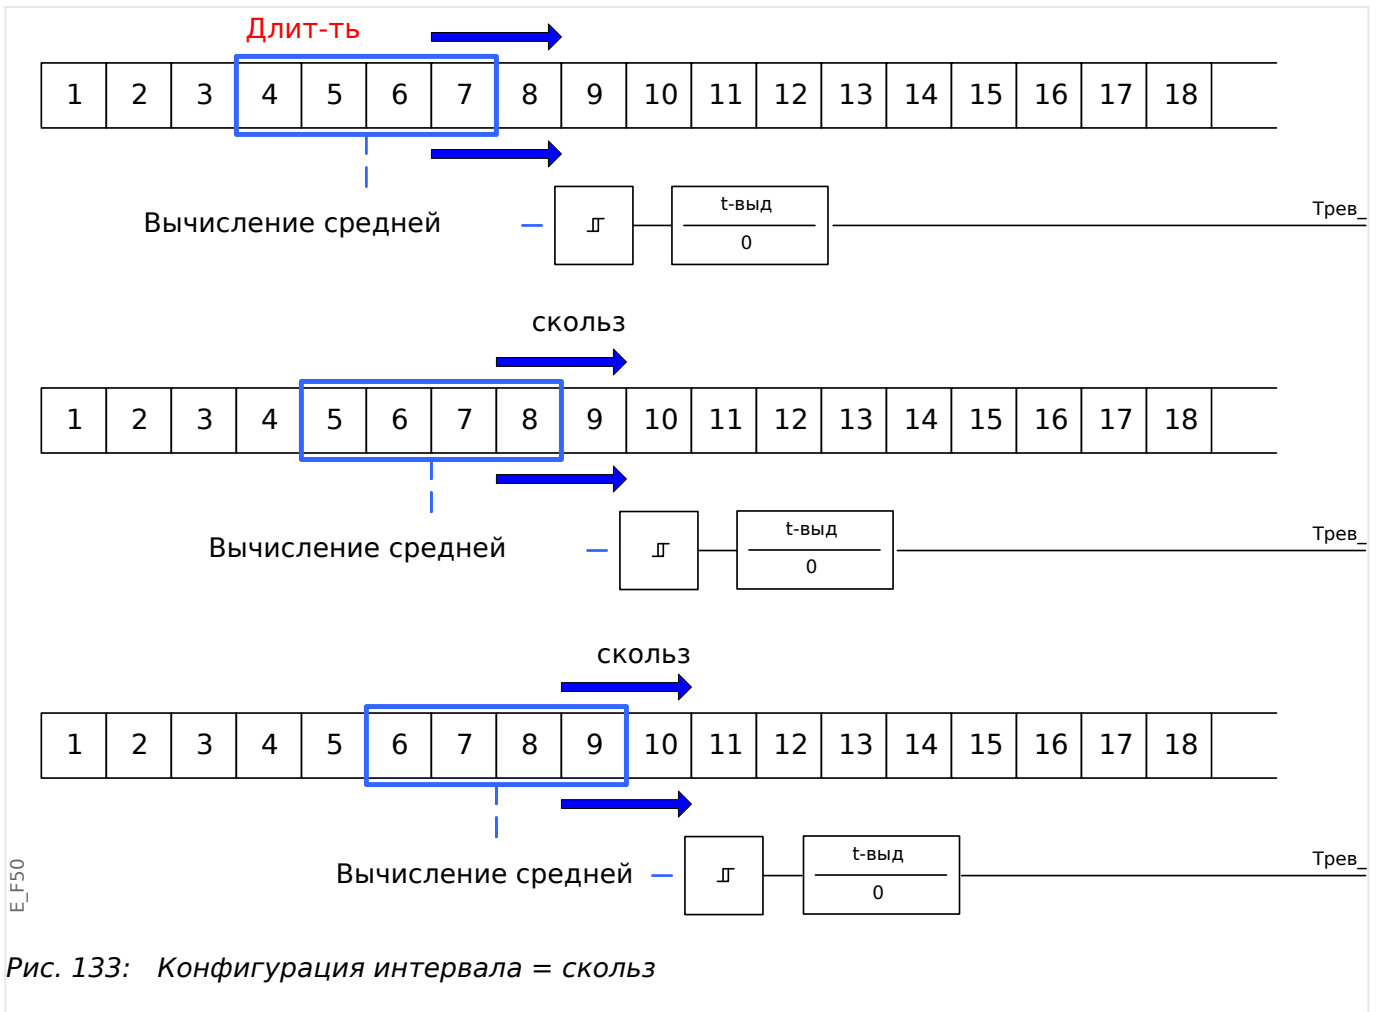 Длит-ть
1 2 3 4 5 6 7 8 9 10 11 12 13 14 15 16 17 18
Вычисление средней
t-выд
0
Трев_
скольз
1 2 3 4 5 6 7 8 9 10 11 12 13 14 15 16 17 18
Вычисление средней
t-выд
0
Трев_
скольз
1 2 3 4 5 6 7 8 9 10 11 12 13 14 15 16 17 18
Вычисление средней
t-выд
0
Трев_
E_F50
Рис. 133: Конфигурация интервала = скольз